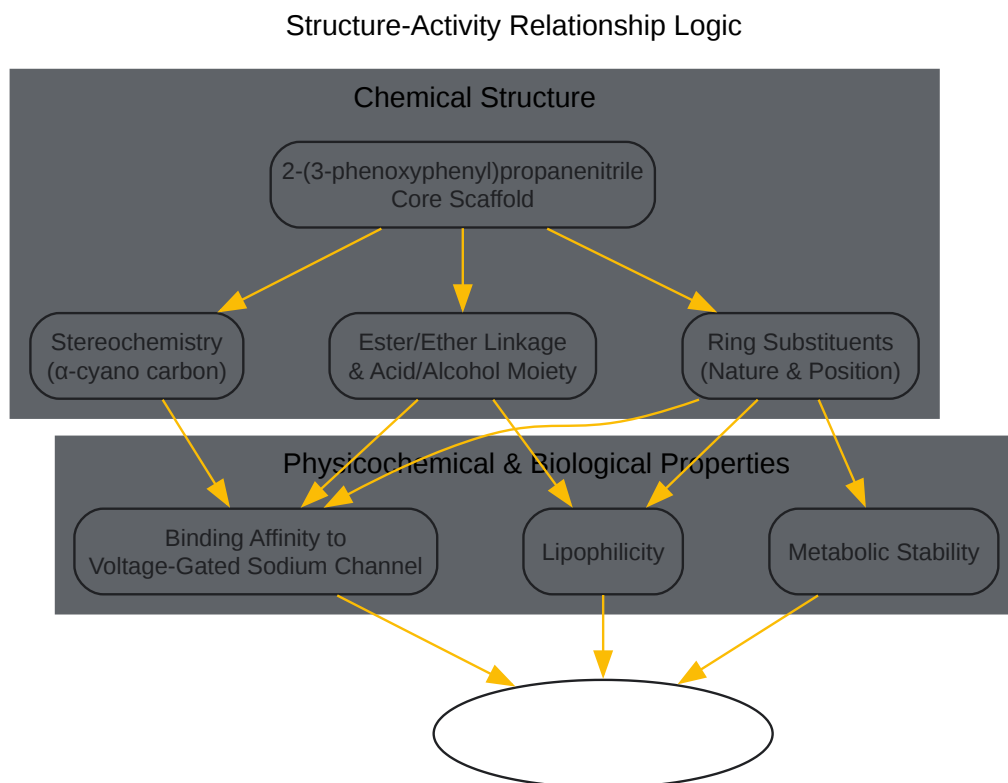 Structure-Activity Relationship Logic
Chemical Structure
2-(3-phenoxyphenyl)propanenitrile
Core Scaffold
Stereochemistry
(α-cyano carbon)
Ester/Ether Linkage
& Acid/Alcohol Moiety
Ring Substituents
(Nature & Position)
Physicochemical & Biological Properties
Binding Affinity to
Voltage-Gated Sodium Channel
Lipophilicity
Metabolic Stability